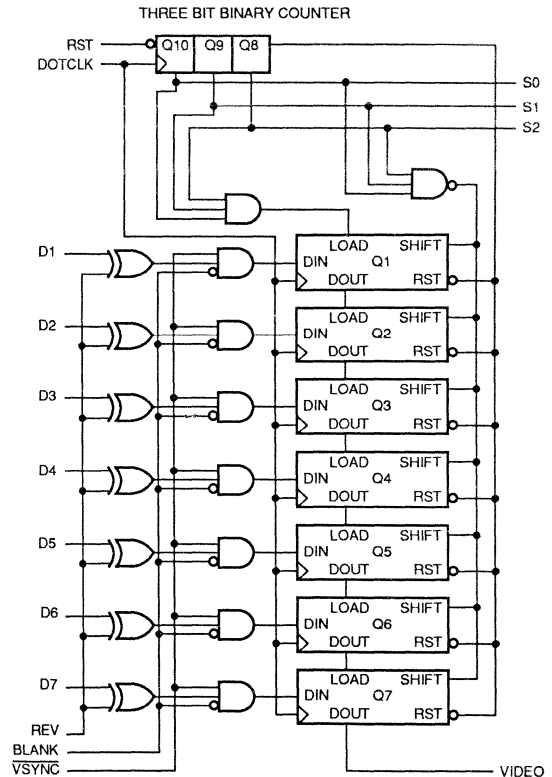 THREE BIT BINARY COUNTER
RST
Q10 Q9 Q8
DOTCLK
S0
S1
S2
D1
LOAD SHIFT
DIN Q1
DOUT RST
D2
LOAD SHIFT
DIN Q2
DOUT RST
D3
LOAD SHIFT
DIN Q3
DOUT RST
D4
LOAD SHIFT
DIN Q4
DOUT RST
D5
LOAD SHIFT
DIN Q5
DOUT RST
D6
LOAD SHIFT
DIN Q6
DOUT RST
D7
LOAD SHIFT
DIN Q7
DOUT RST
REV
BLANK
VSYNC
VIDEO